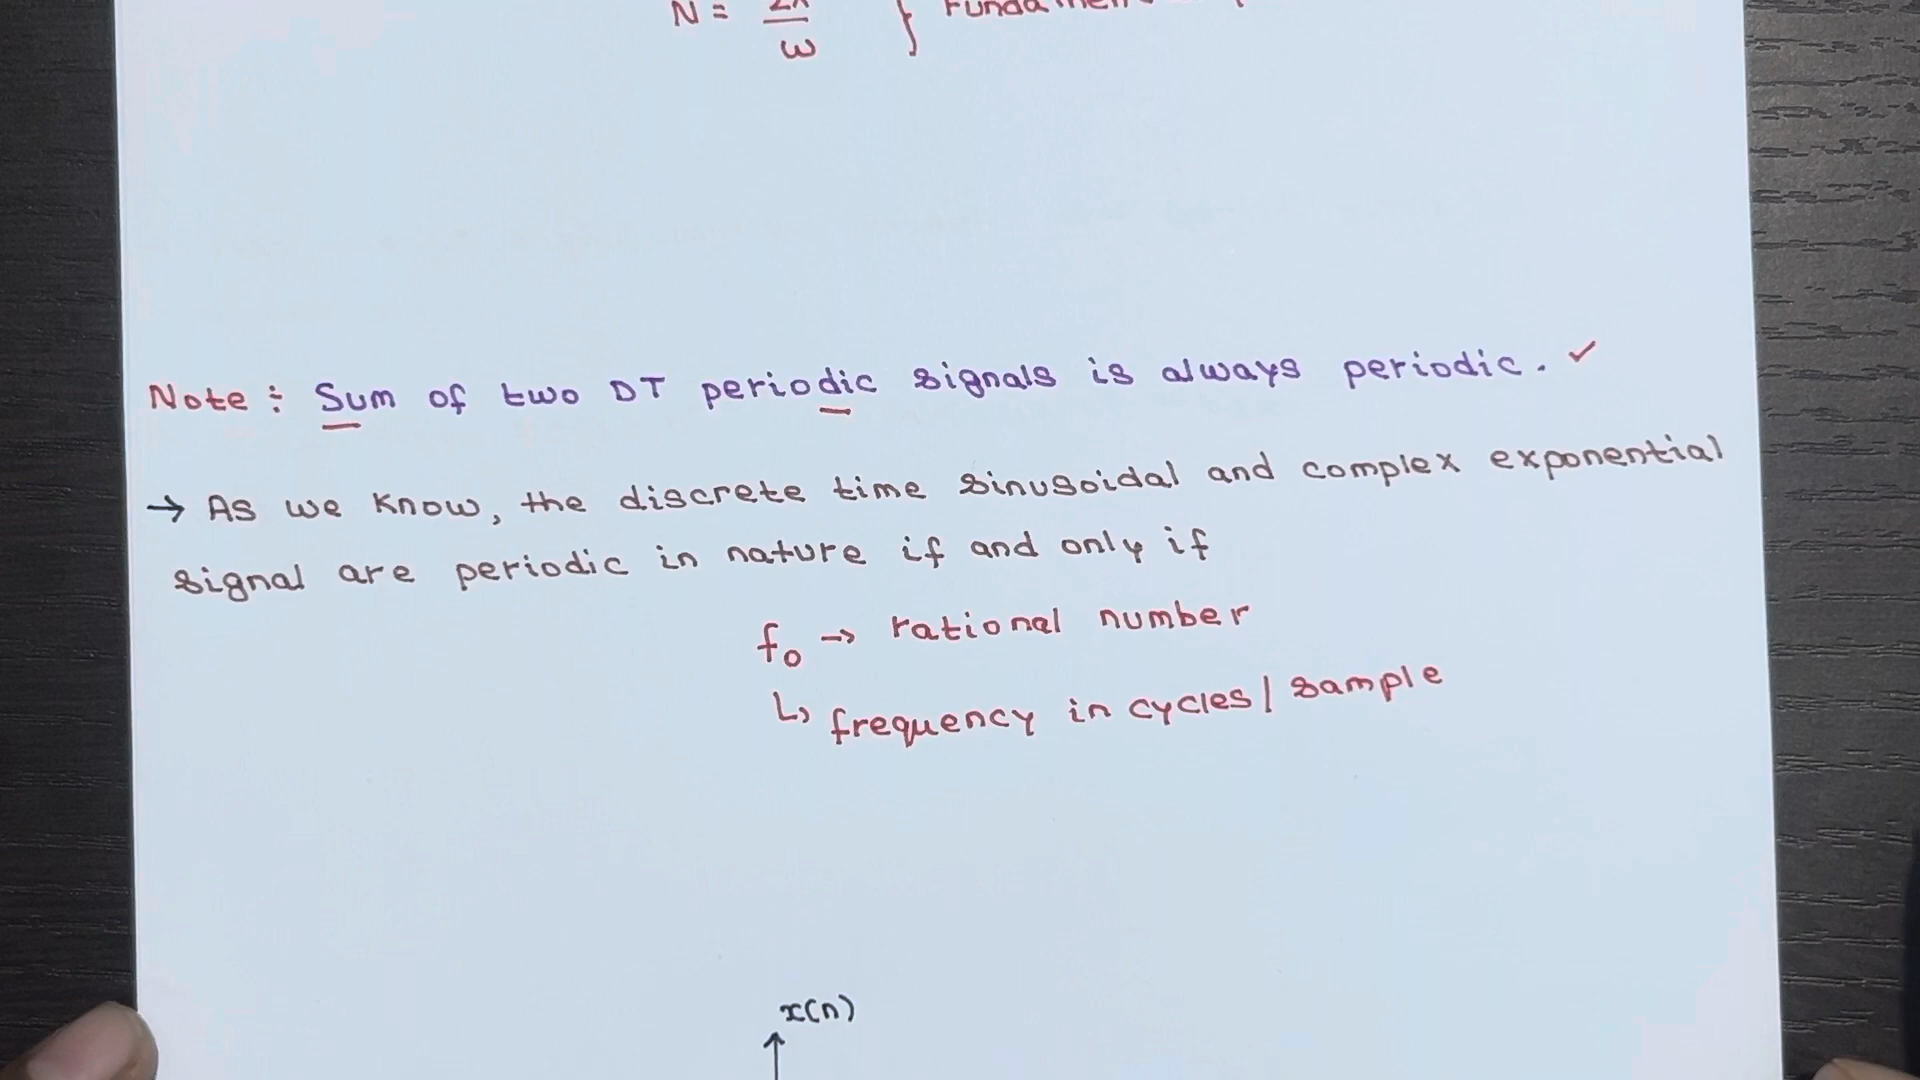 N = 2π/ω }
Note : Sum of two DT periodic signals is always periodic. ✓
→ As we know, the discrete time sinusoidal and complex exponential
signal are periodic in nature if and only if
f₀ → rational number
↳ frequency in cycles/sample
x(n)